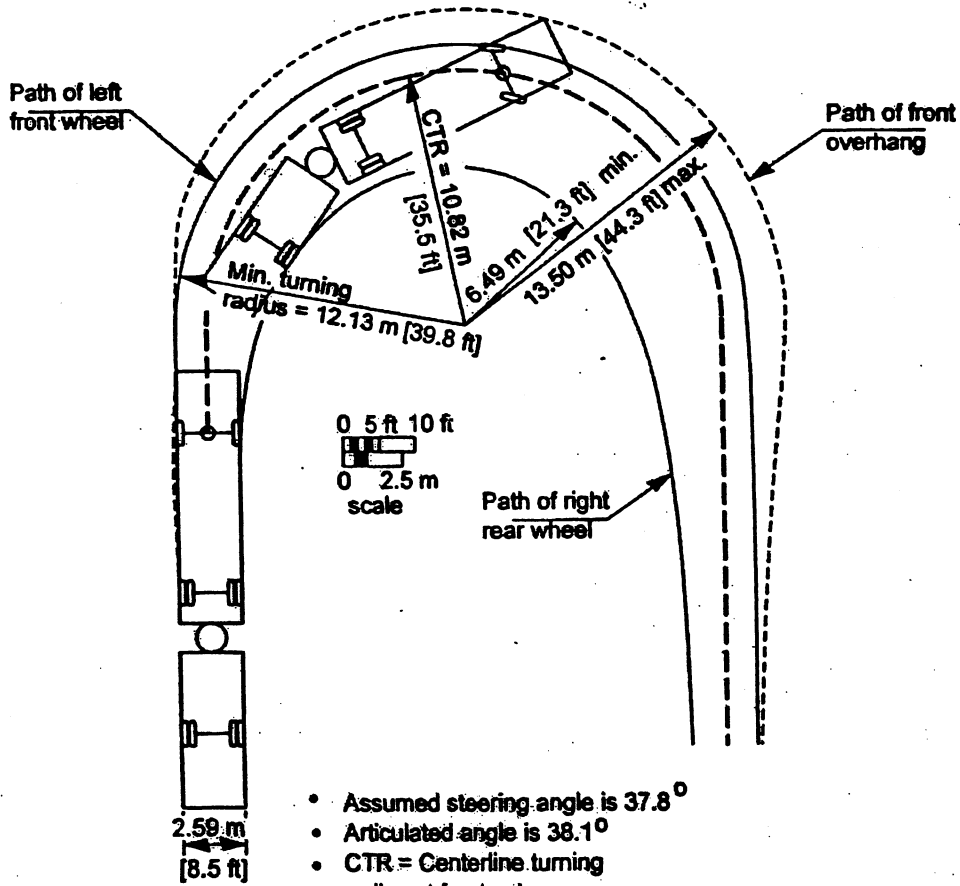 Path of left
front wheel
Path of front
overhang
CTR = 10.82 m
[35.5 ft]
6.49 m [21.3 ft] min.
13.50 m [44.3 ft] max.
Min. turning
radius = 12.13 m [39.8 ft]
0 5 ft 10 ft
0 2.5 m
scale
Path of right
rear wheel
• Assumed steering angle is 37.8°
• Articulated angle is 38.1°
• CTR = Centerline turning
2.59 m
[8.5 ft]